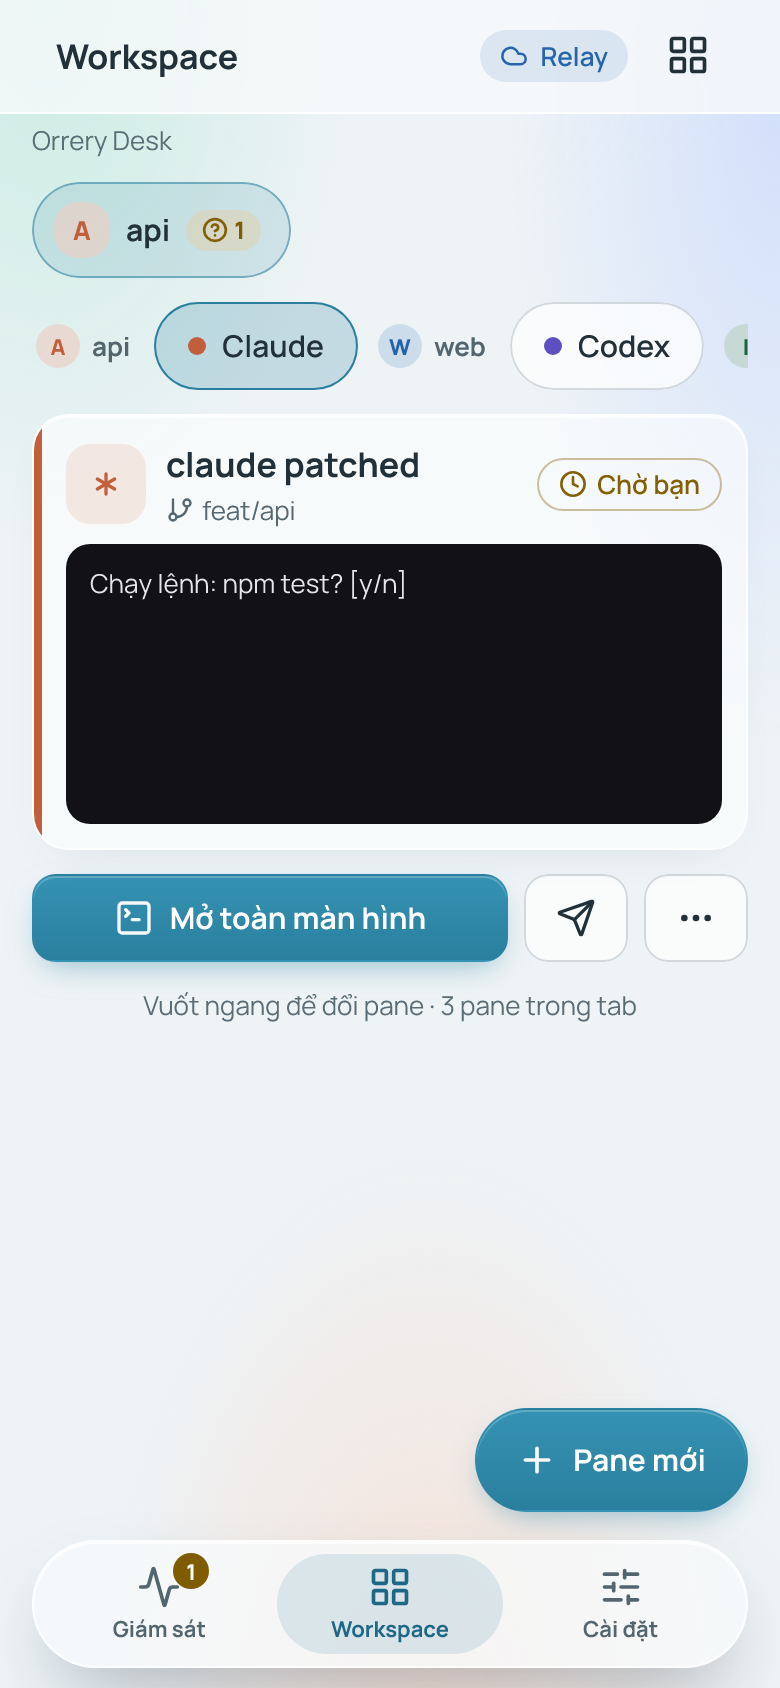 Workspace
Relay
Orrery Desk
A api 1
A api Claude W web Codex
claude patched
feat/api
Chờ bạn
Chạy lệnh: npm test? [y/n]
Mở toàn màn hình
Vuốt ngang để đổi pane · 3 pane trong tab
Pane mới
1
Giám sát Workspace Cài đặt